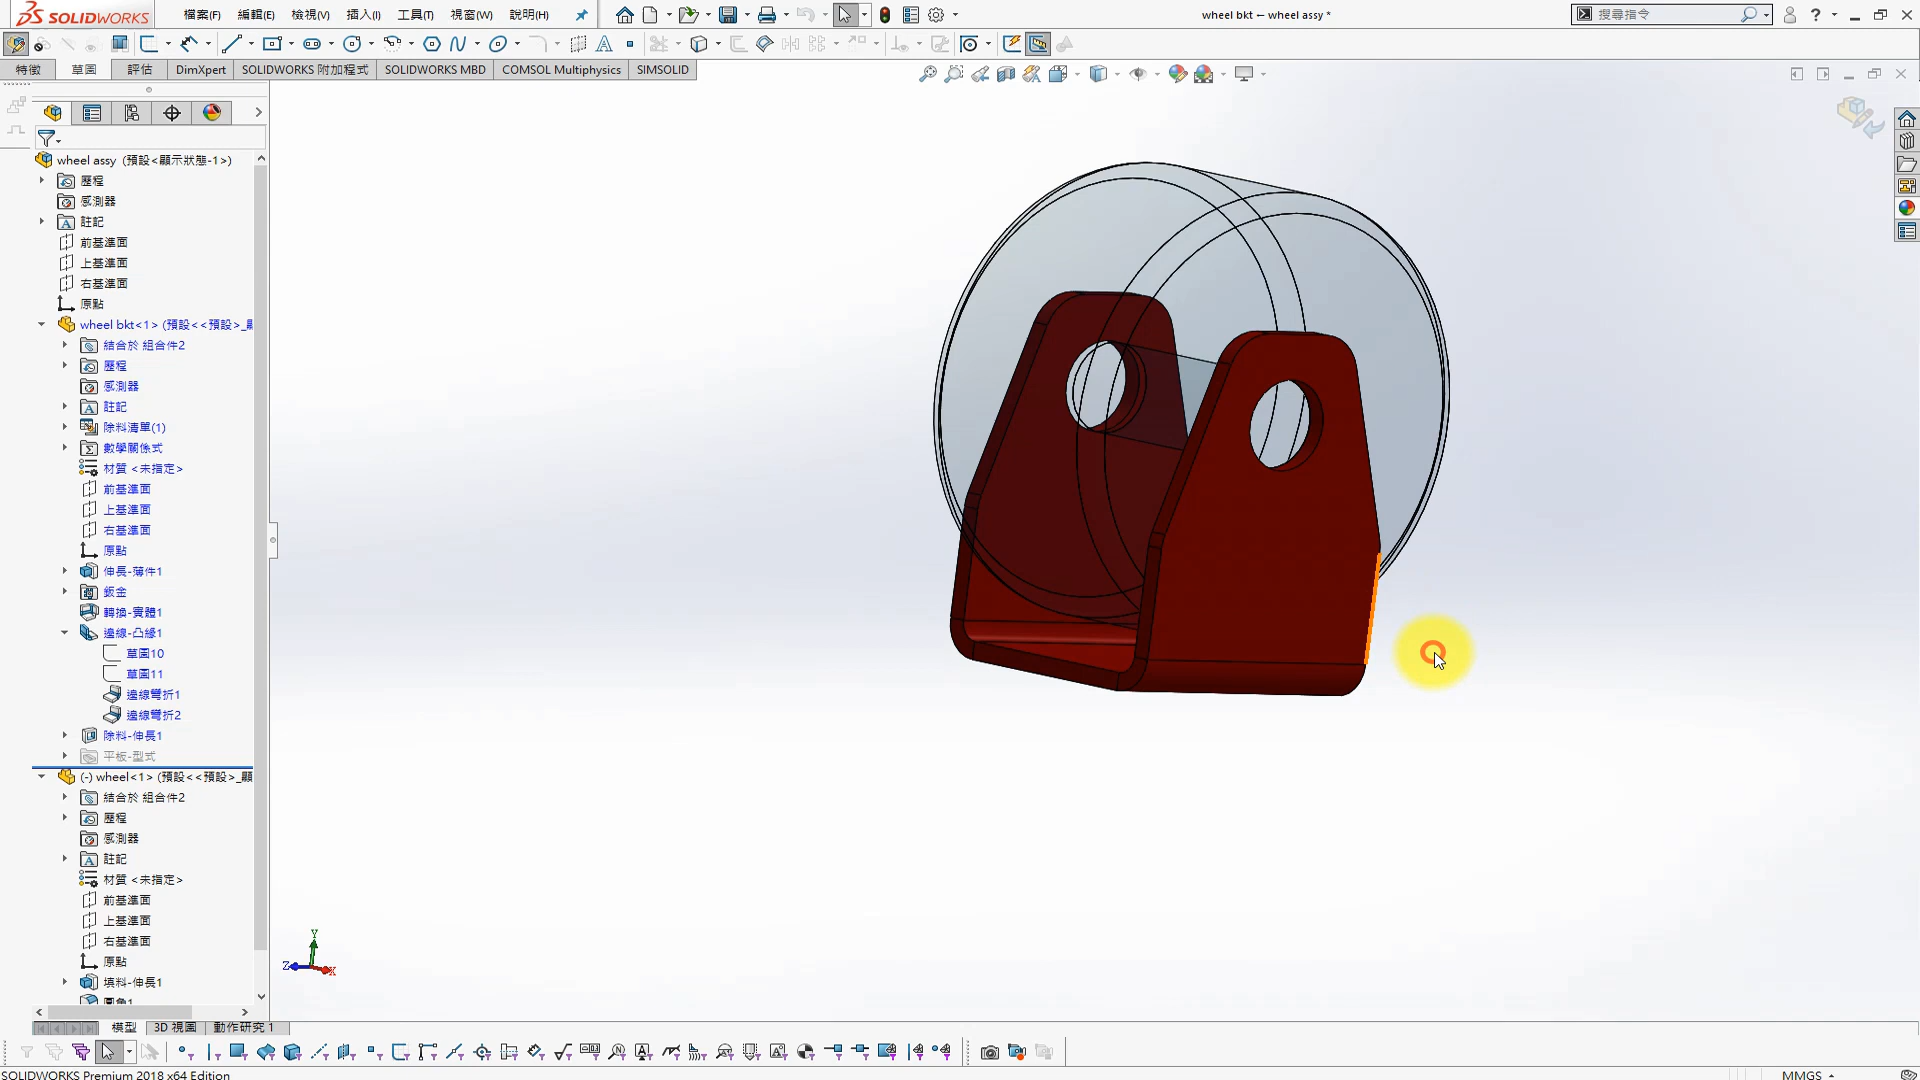 SOLIDWORKS 檔案(F) 編輯(E) 檢視(V) 插入(I) 工具(T) 視窗(W) 說明(H) wheel bkt ← wheel assy * 搜尋指令
特徵 草圖 評估 DimXpert SOLIDWORKS 附加程式 SOLIDWORKS MBD COMSOL Multiphysics SIMSOLID
wheel assy (預設<顯示狀態-1>)
歷程
感測器
註記
前基準面
上基準面
右基準面
原點
wheel bkt<1> (預設<<預設>_顯
結合於 組合件2
歷程
感測器
註記
除料清單(1)
數學關係式
材質 <未指定>
前基準面
上基準面
右基準面
原點
伸長-薄件1
鈑金
轉換-實體1
邊線-凸緣1
草圖10
草圖11
邊線彎折1
邊線彎折2
除料-伸長1
平板-型式
(-) wheel<1> (預設<<預設>_顯
結合於 組合件2
歷程
感測器
註記
材質 <未指定>
前基準面
上基準面
右基準面
原點
填料-伸長1
圓角1
Y
Z
X
模型 3D 視圖 動作研究 1
SOLIDWORKS Premium 2018 x64 Edition MMGS